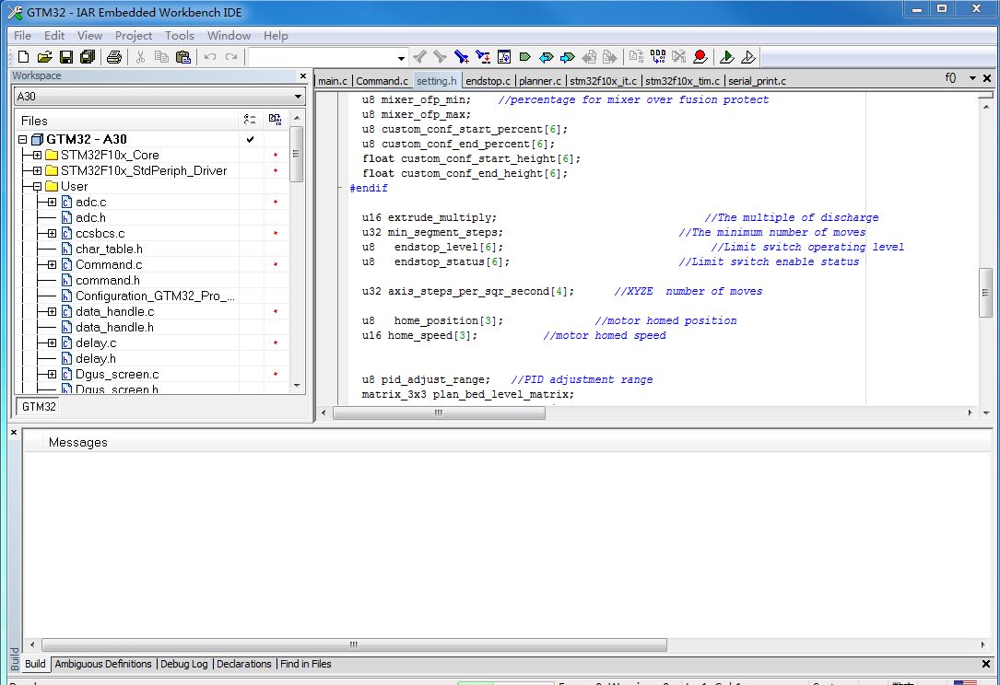 GTM32 - IAR Embedded Workbench IDE
File Edit View Project Tools Window Help
Workspace
A30
Files
GTM32 - A30
STM32F10x_Core
STM32F10x_StdPeriph_Driver
User
adc.c
adc.h
ccsbcs.c
char_table.h
Command.c
command.h
Configuration_GTM32_Pro_...
data_handle.c
data_handle.h
delay.c
delay.h
Dgus_screen.c
Dgus_screen.h
GTM32
main.c Command.c setting.h endstop.c planner.c stm32f10x_it.c stm32f10x_tim.c serial_print.c f()
u8 mixer_ofp_min; //percentage for mixer over fusion protect
u8 mixer_ofp_max;
u8 custom_conf_start_percent[6];
u8 custom_conf_end_percent[6];
float custom_conf_start_height[6];
float custom_conf_end_height[6];
#endif
u16 extrude_multiply; //The multiple of discharge
u32 min_segment_steps; //The minimum number of moves
u8 endstop_level[6]; //Limit switch operating level
u8 endstop_status[6]; //Limit switch enable status
u32 axis_steps_per_sqr_second[4]; //XYZE number of moves
u8 home_position[3]; //motor homed position
u16 home_speed[3]; //motor homed speed
u8 pid_adjust_range; //PID adjustment range
matrix_3x3 plan_bed_level_matrix;
Messages
Build
Build Ambiguous Definitions Debug Log Declarations Find in Files